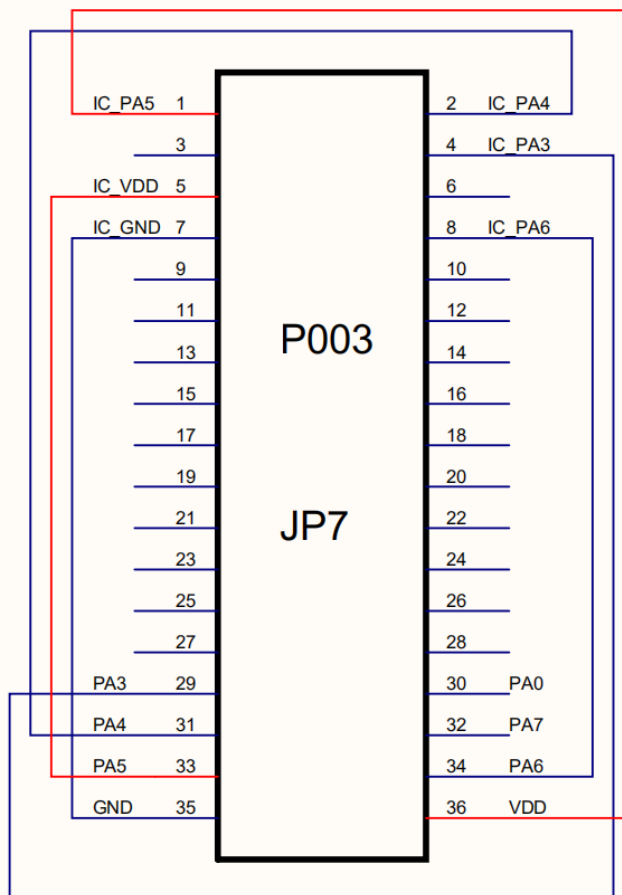 IC_PA5 1 2 IC_PA4
3 4 IC_PA3
IC_VDD 5 6
IC_GND 7 8 IC_PA6
9 10
11 12
P003
13 14
15 16
17 18
19 20
JP7
21 22
23 24
25 26
27 28
PA3 29 30 PA0
PA4 31 32 PA7
PA5 33 34 PA6
GND 35 36 VDD